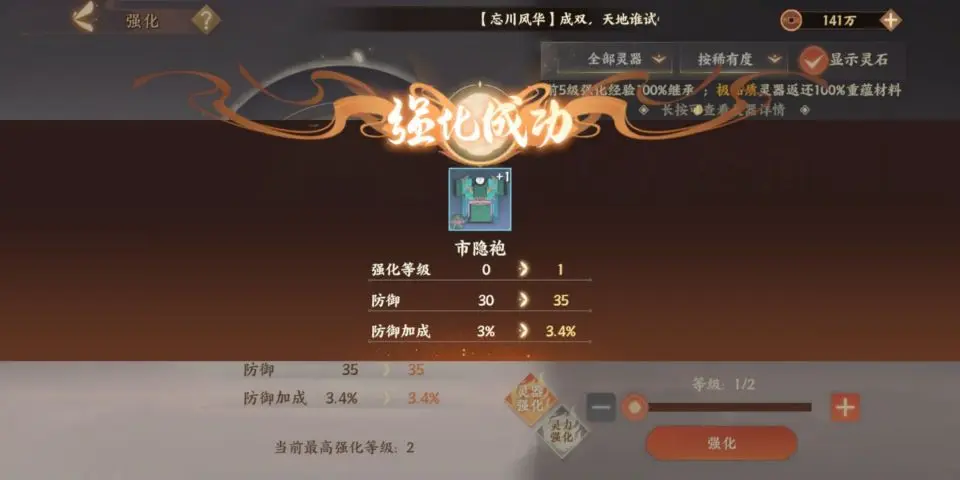 强化
?
【忘川风华】成双，天地谁试
141万
全部灵器
按稀有度
显示灵石
前5级强化经验100%继承；极品质灵器返还100%重蕴材料
长按可查看灵器详情
强化成功
+1
市隐袍
强化等级 0 1
防御 30 35
防御加成 3% 3.4%
防御 35 35
防御加成 3.4% 3.4%
当前最高强化等级：2
灵器强化
灵力强化
等级：1/2
强化